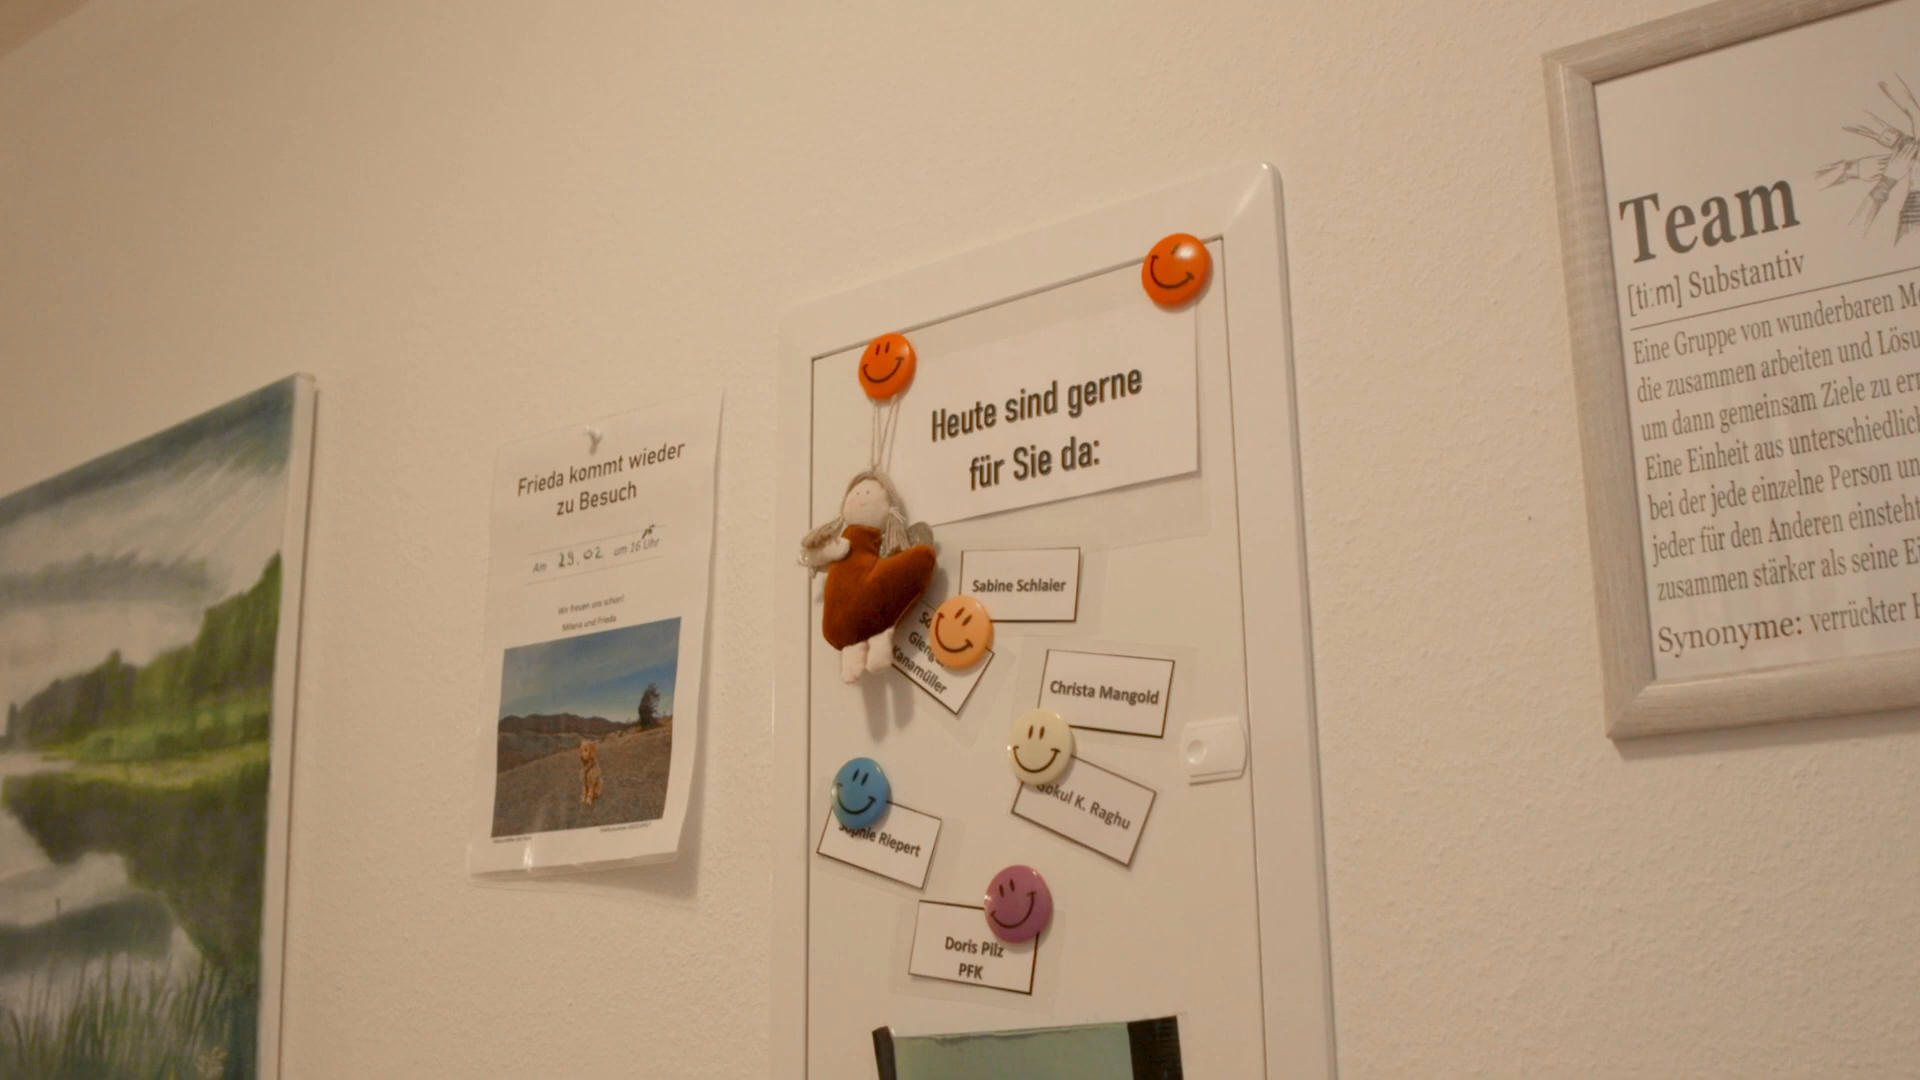 Frieda kommt wieder
zu Besuch
Am 29.02 um 16 Uhr
Wir freuen uns schon!
Milena und Frieda
Heute sind gerne
für Sie da:
Sabine Schlaier
Kanamüller
Christa Mangold
K. Raghu
Sophie Riepert
Doris Pilz
PFK
Team
[ti:m] Substantiv
Eine Gruppe von wunderbaren
die zusammen arbeiten und
um dann gemeinsam Ziele zu
Eine Einheit aus
bei der jede einzelne Person
jeder für den Anderen einsteht
zusammen stärker als seine
Synonyme: verrückter